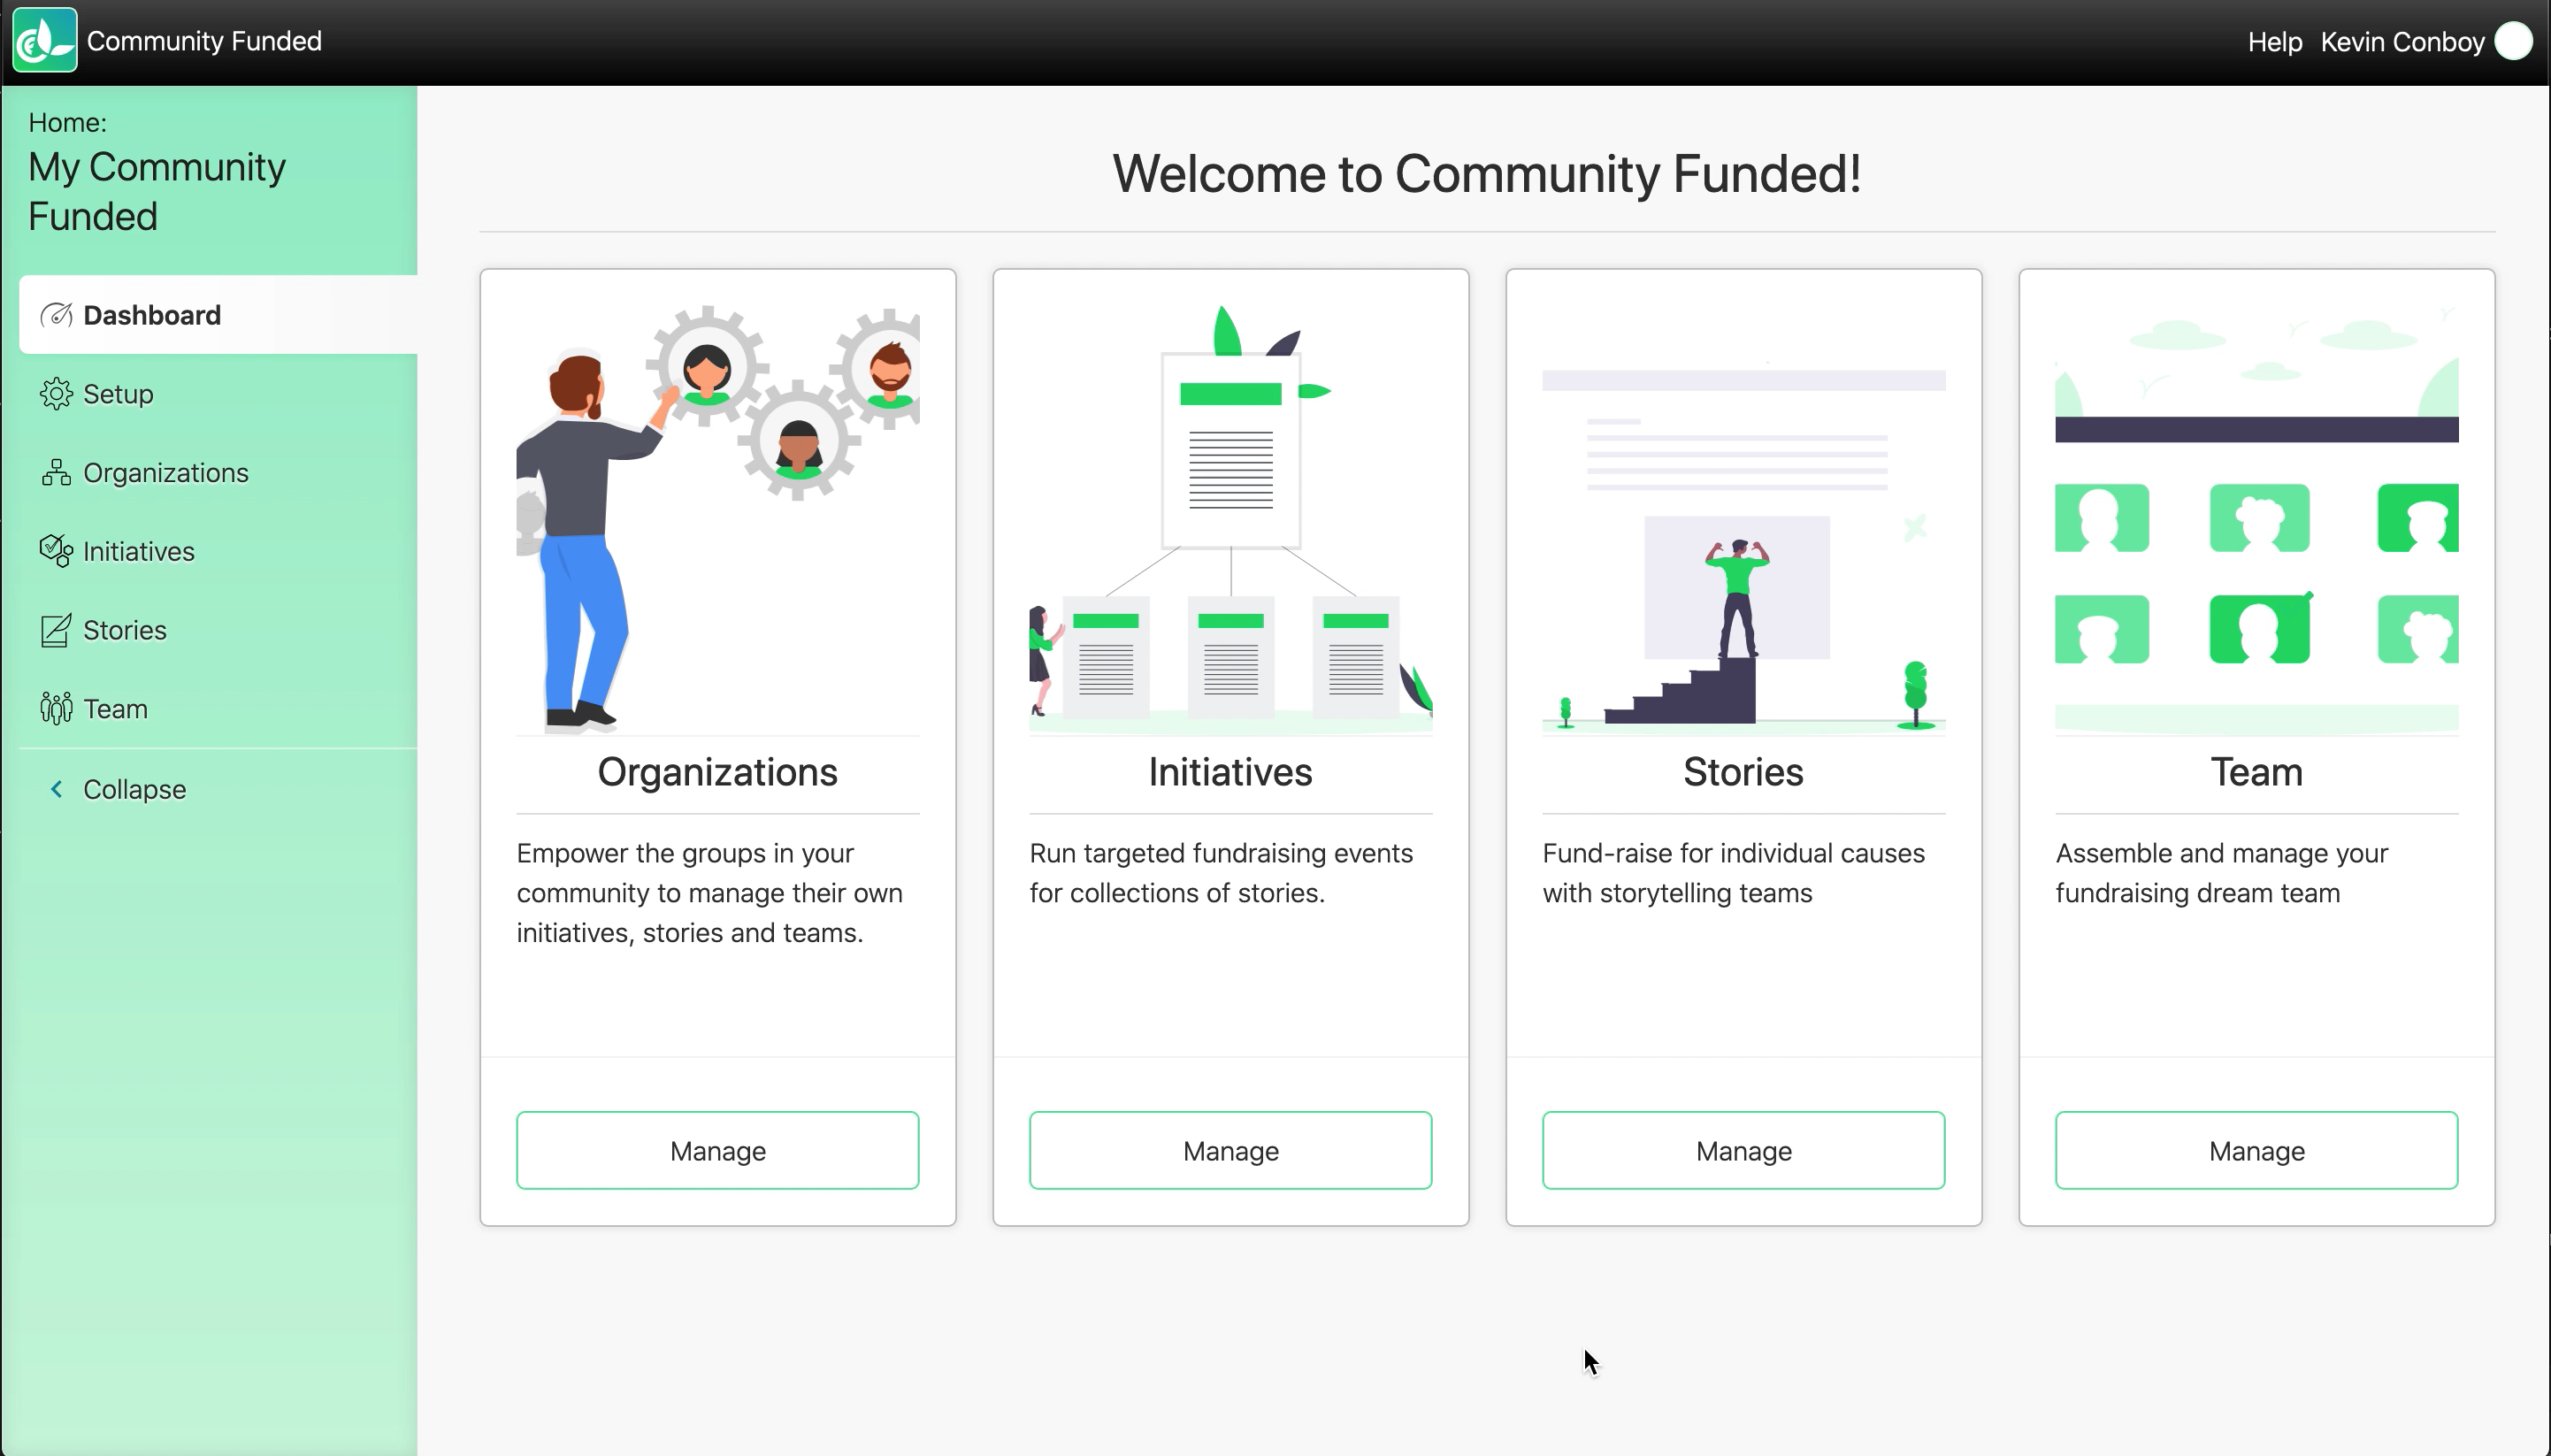 Community Funded
Help Kevin Conboy
Home:
My Community
Funded
Dashboard
Setup
Organizations
Initiatives
Stories
Team
Collapse
Welcome to Community Funded!
Organizations
Empower the groups in your
community to manage their own
initiatives, stories and teams.
Manage
Initiatives
Run targeted fundraising events
for collections of stories.
Manage
Stories
Fund-raise for individual causes
with storytelling teams
Manage
Team
Assemble and manage your
fundraising dream team
Manage